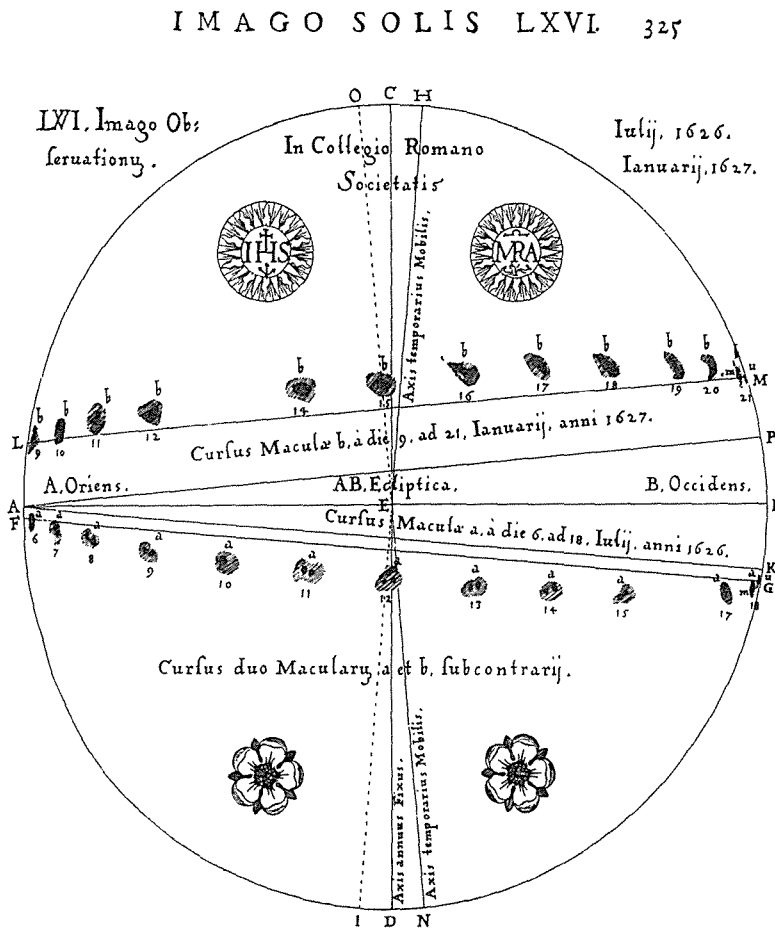 IMAGO SOLIS LXVI. 325
O C H
LXVI. Imago Ob:
seruationꝫ.
In Collegio Romano
Societatis
Iulij, 1626.
Ianuarij, 1627.
IHS
MRA
Axis temporarius Mobilis.
b b b b b b b b b b b b
L 9 10 11 12 14 15 16 17 18 19 20 m 21 u M
Cursus Maculæ b, à die 9, ad 21, Ianuarij, anni 1627.
P
A, Oriens. AB, Ecliptica. B, Occidens.
A E
F
Cursus Maculæ a, à die 6, ad 18, Iulij, anni 1626.
K
a a a a a a a a a a a a
6 7 8 9 10 11 12 13 14 15 17 m 18 u G
Cursus duo Macularꝫ a et b, subcontrarij.
Axis annuus Fixus.
Axis temporarius Mobilis.
I D N